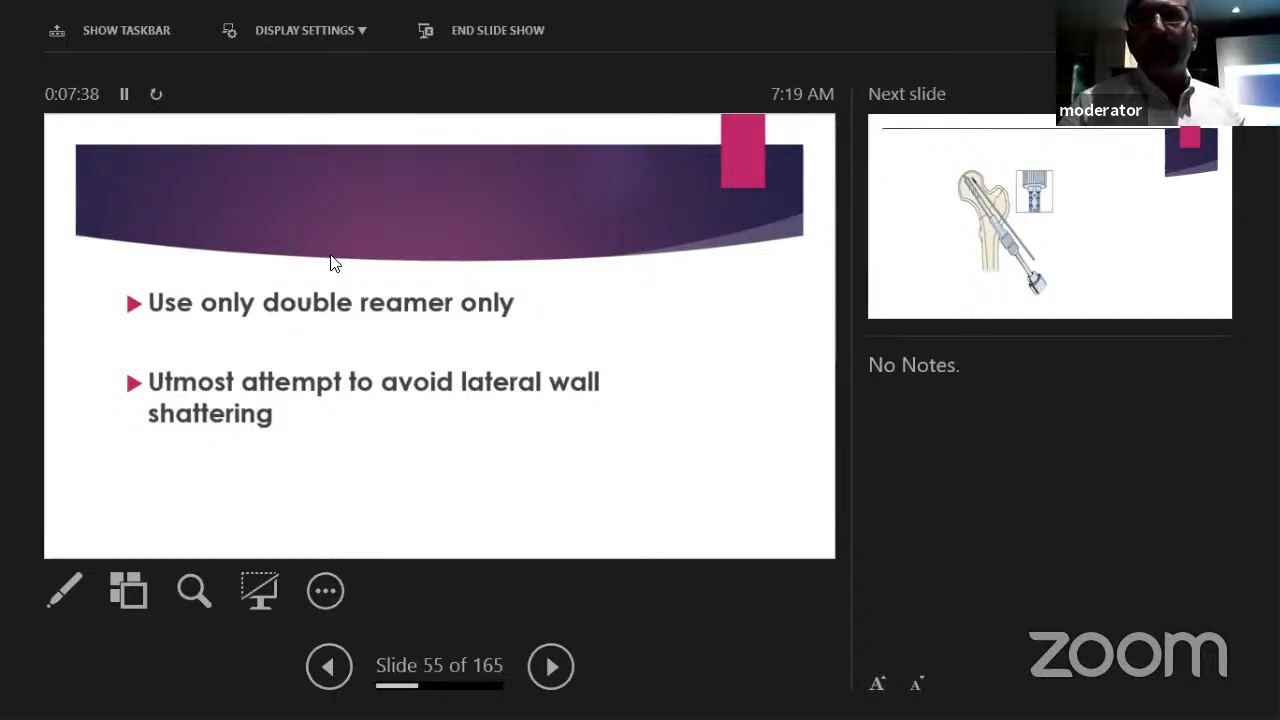 SHOW TASKBAR
DISPLAY SETTINGS ▼
END SLIDE SHOW
0:07:38
7:19 AM
Next slide
moderator
Use only double reamer only
Utmost attempt to avoid lateral wall
shattering
No Notes.
Slide 55 of 165
A A
zoom